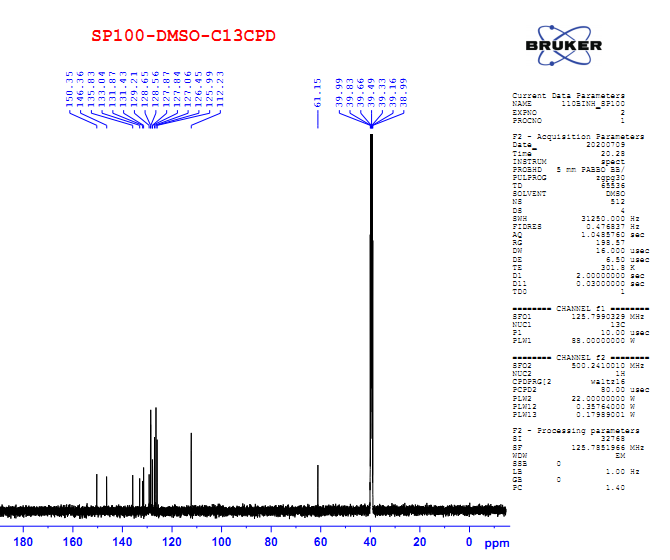 SP100-DMSO-C13CPD
BRUKER
150.35
146.36
135.83
133.04
131.87
131.43
129.21
128.65
128.56
127.87
127.84
127.06
126.45
125.99
112.23
61.15
39.99
39.83
39.66
39.49
39.33
39.16
38.99
Current Data Parameters
NAME 110BINH_SP100
EXPNO 2
PROCNO 1
F2 - Acquisition Parameters
Date_ 20200709
Time 20.28
INSTRUM spect
PROBHD 5 mm PABBO BB/
PULPROG zgpg30
TD 65536
SOLVENT DMSO
NS 512
DS 4
SWH 31250.000 Hz
FIDRES 0.476837 Hz
AQ 1.0485760 sec
RG 198.57
DW 16.000 usec
DE 6.50 usec
TE 301.8 K
D1 2.00000000 sec
D11 0.03000000 sec
TD0 1
======== CHANNEL f1 ========
SFO1 125.7990329 MHz
NUC1 13C
P1 10.00 usec
PLW1 88.00000000 W
======== CHANNEL f2 ========
SFO2 500.2410010 MHz
NUC2 1H
CPDPRG[2 waltz16
PCPD2 80.00 usec
PLW2 22.00000000 W
PLW12 0.35764000 W
PLW13 0.17989001 W
F2 - Processing parameters
SI 32768
SF 125.7851966 MHz
WDW EM
SSB 0
LB 1.00 Hz
GB 0
PC 1.40
180 160 140 120 100 80 60 40 20 0 ppm